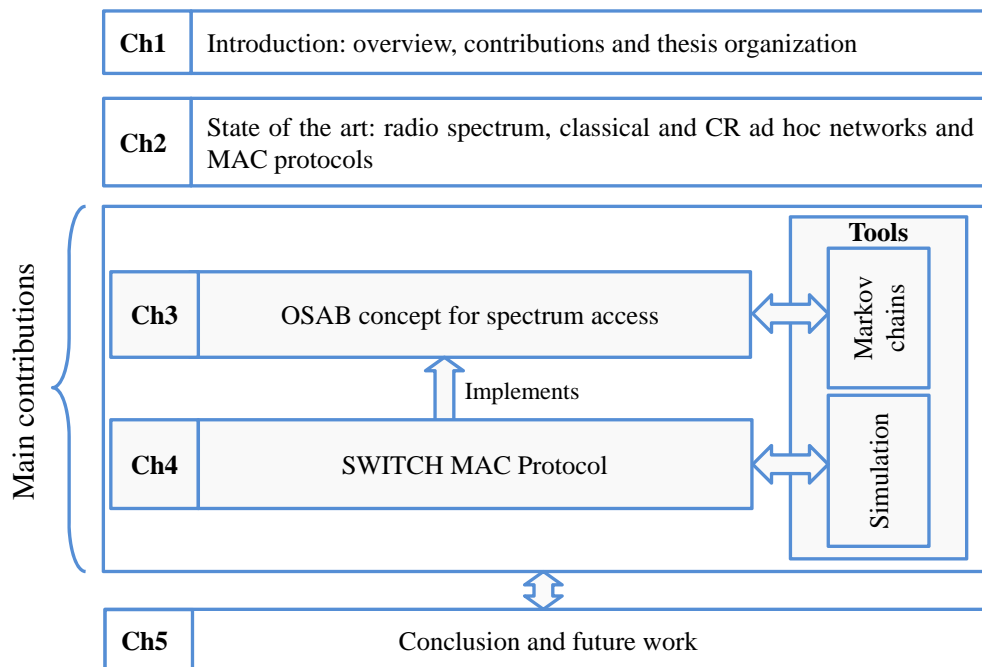 Ch1
Introduction: overview, contributions and thesis organization
Ch2
State of the art: radio spectrum, classical and CR ad hoc networks and
MAC protocols
Main contributions
Tools
Ch3
OSAB concept for spectrum access
Markov
chains
Implements
Ch4
SWITCH MAC Protocol
Simulation
Ch5
Conclusion and future work